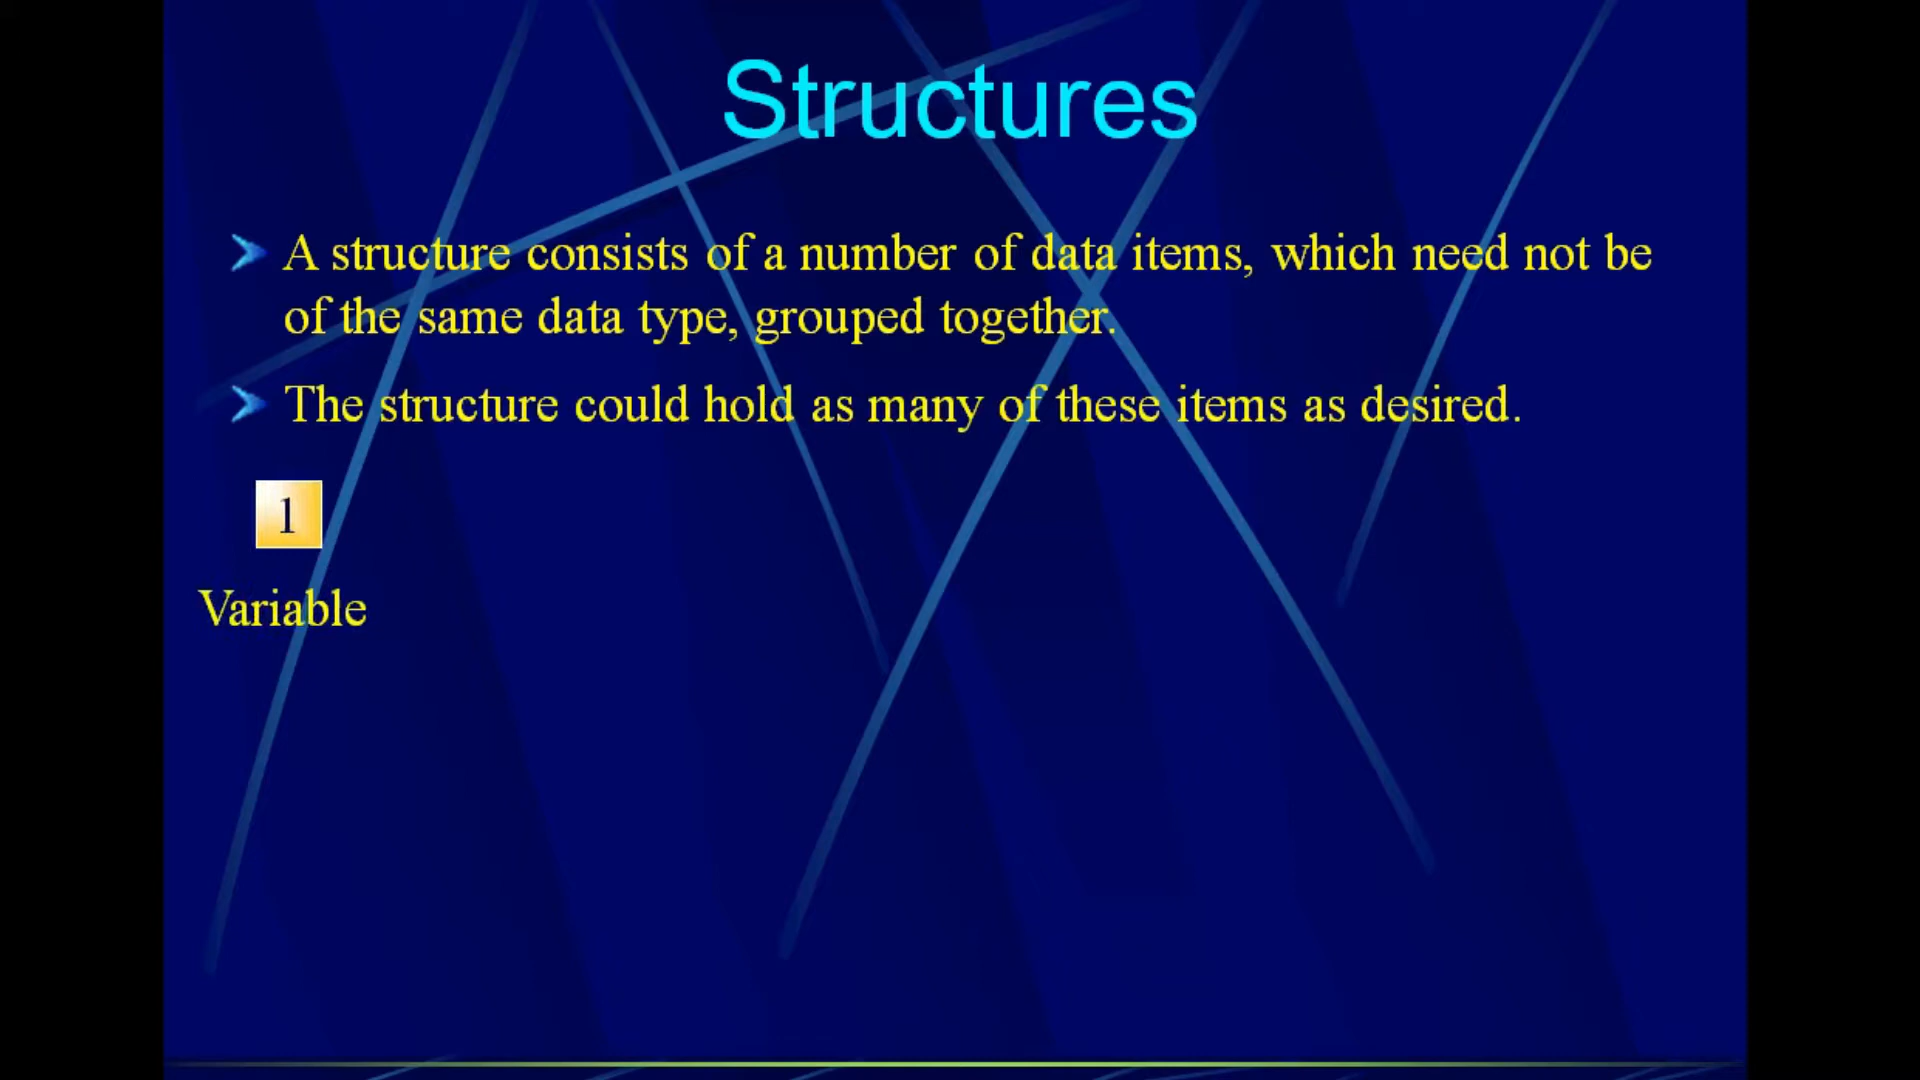 Structures
A structure consists of a number of data items, which need not be
of the same data type, grouped together.
The structure could hold as many of these items as desired.
1
Variable